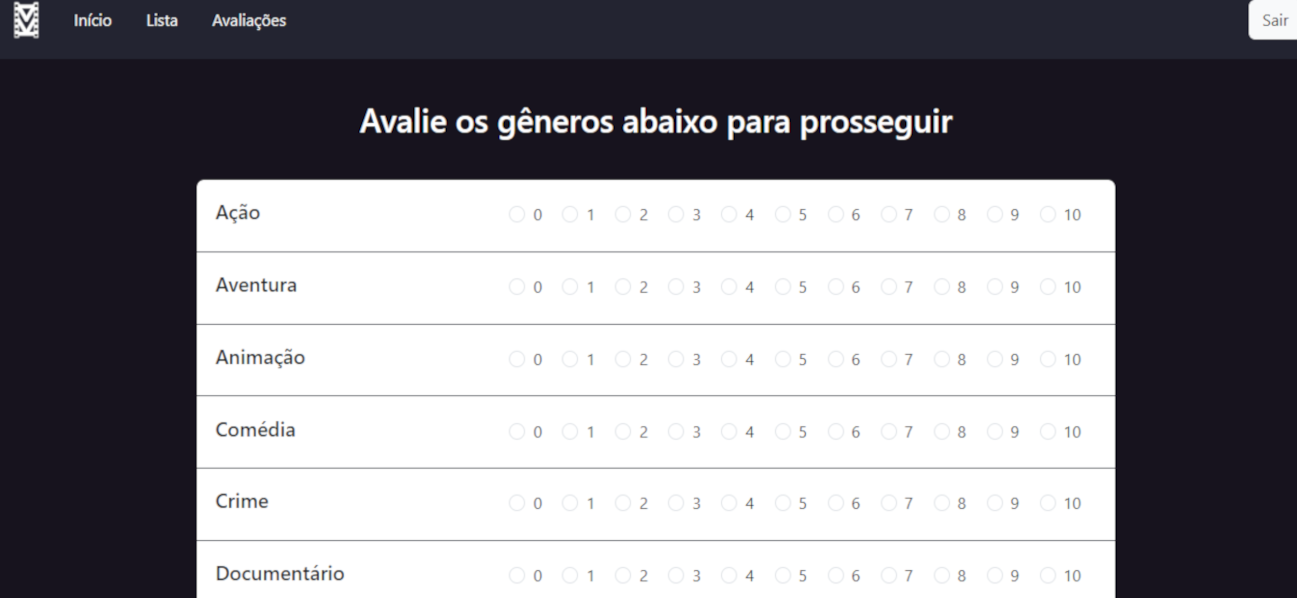 Início Lista Avaliações Sair
Avalie os gêneros abaixo para prosseguir
Ação 0 1 2 3 4 5 6 7 8 9 10
Aventura 0 1 2 3 4 5 6 7 8 9 10
Animação 0 1 2 3 4 5 6 7 8 9 10
Comédia 0 1 2 3 4 5 6 7 8 9 10
Crime 0 1 2 3 4 5 6 7 8 9 10
Documentário 0 1 2 3 4 5 6 7 8 9 10